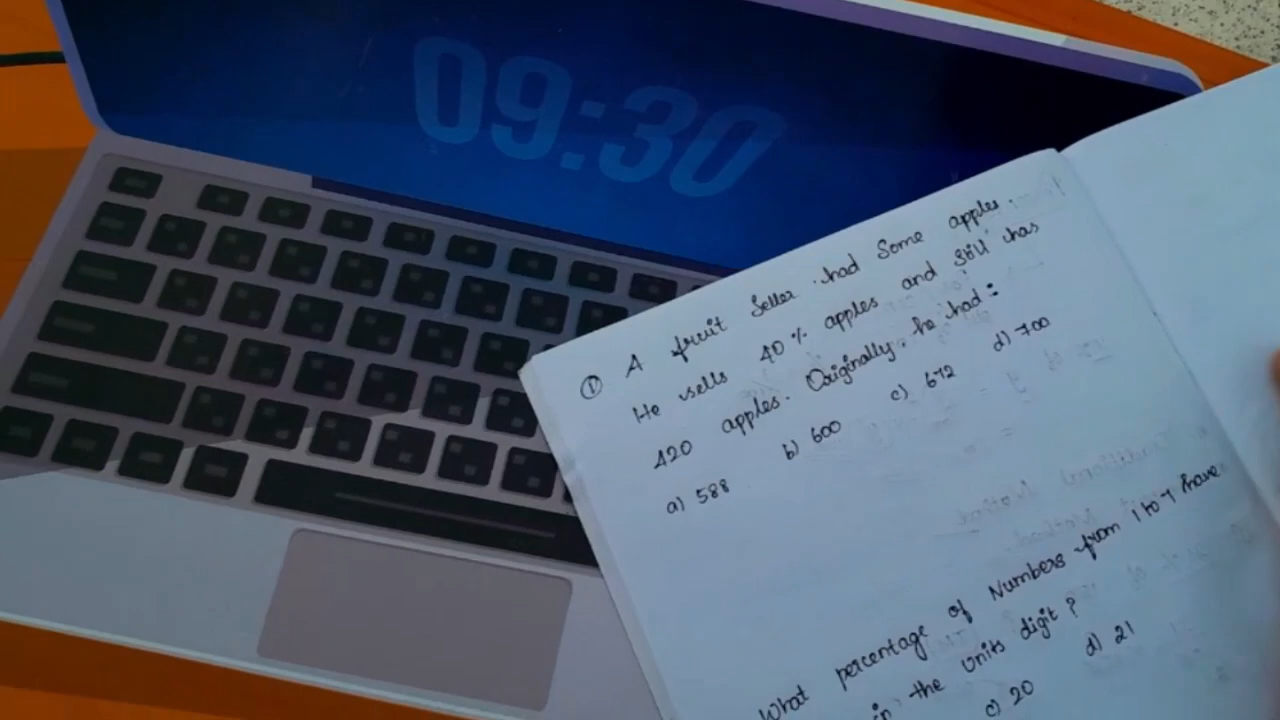 09:30
① A fruit Seller had Some apples.
He sells 40% apples and still has
420 apples. Originally he had:
a) 588 b) 600 c) 672 d) 700
What percentage of Numbers from 1 to 7 have
in the units digit?
c) 20 d) 21